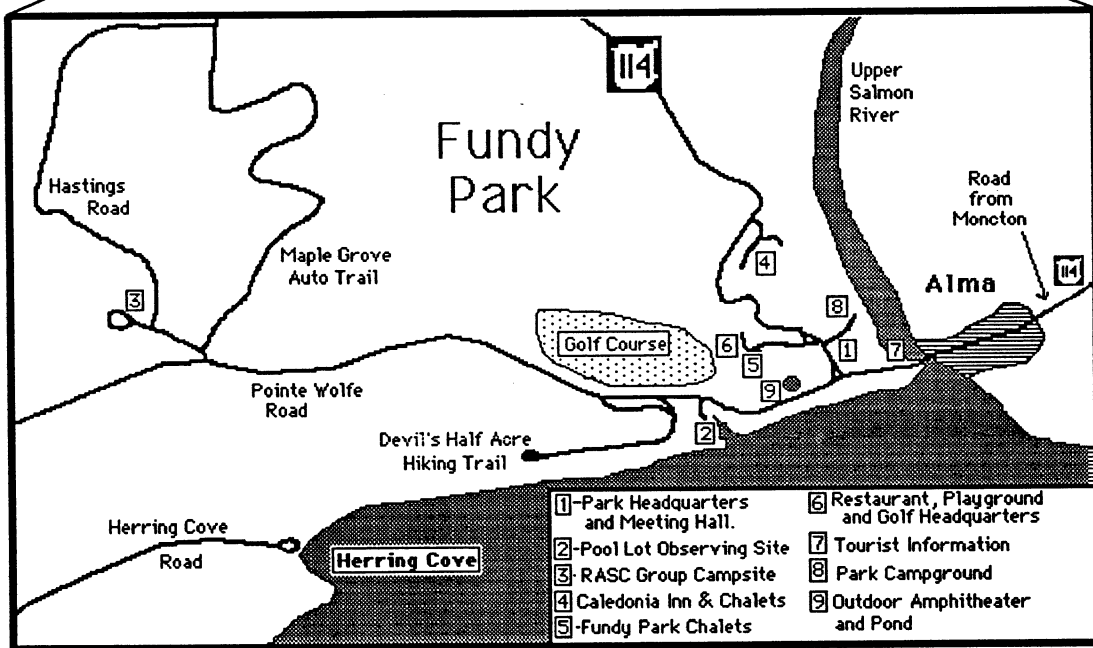 114
Upper
Salmon
River
Fundy
Park
Road
from
Moncton
Hastings
Road
Maple Grove
Auto Trail
114
Alma
4
3
8
Golf Course
6
5
1
7
9
Pointe Wolfe
Road
2
Devil's Half Acre
Hiking Trail
Herring Cove
Road
Herring Cove
1-Park Headquarters
and Meeting Hall.
2-Pool Lot Observing Site
3- RASC Group Campsite
4 Caledonia Inn & Chalets
5-Fundy Park Chalets
6 Restaurant, Playground
and Golf Headquarters
7 Tourist Information
8 Park Campground
9 Outdoor Amphitheater
and Pond